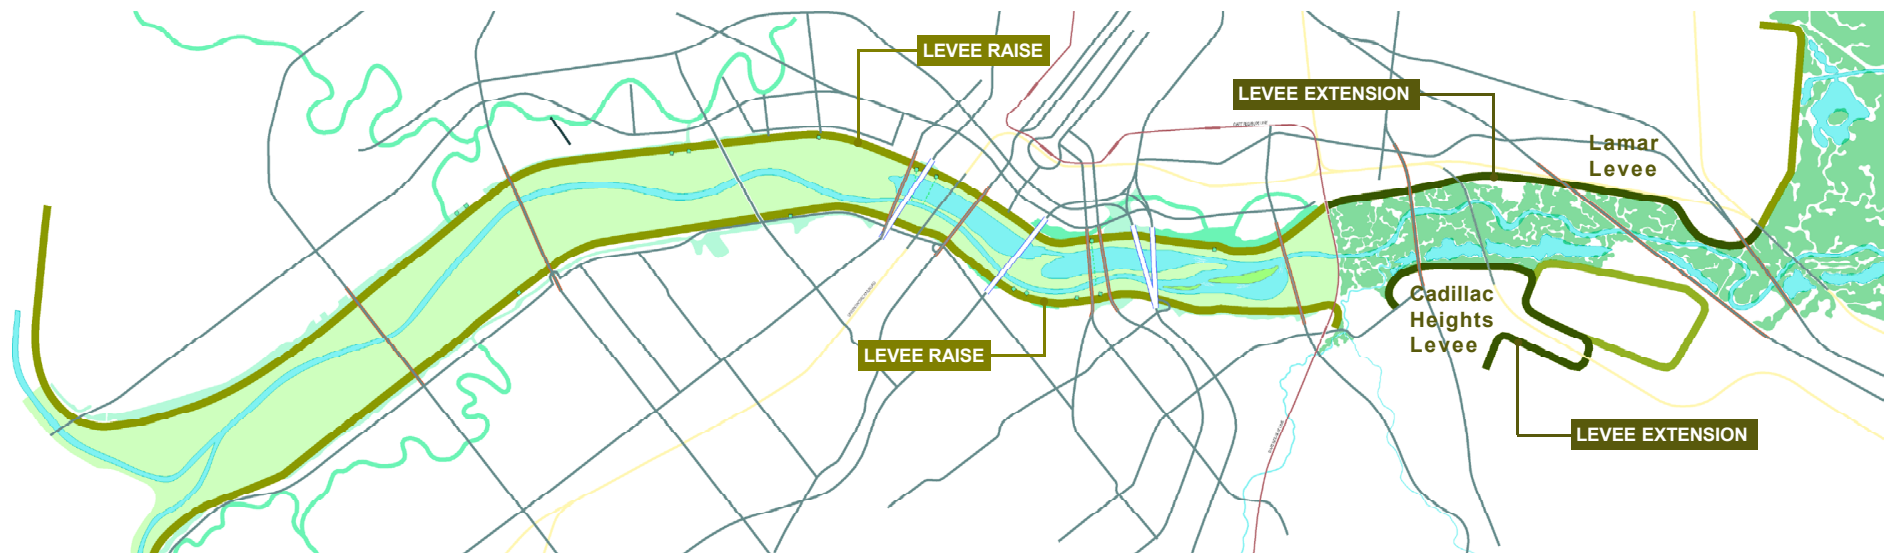 LEVEE RAISE
LEVEE EXTENSION
Lamar
Levee
Cadillac
Heights
Levee
LEVEE RAISE
LEVEE EXTENSION